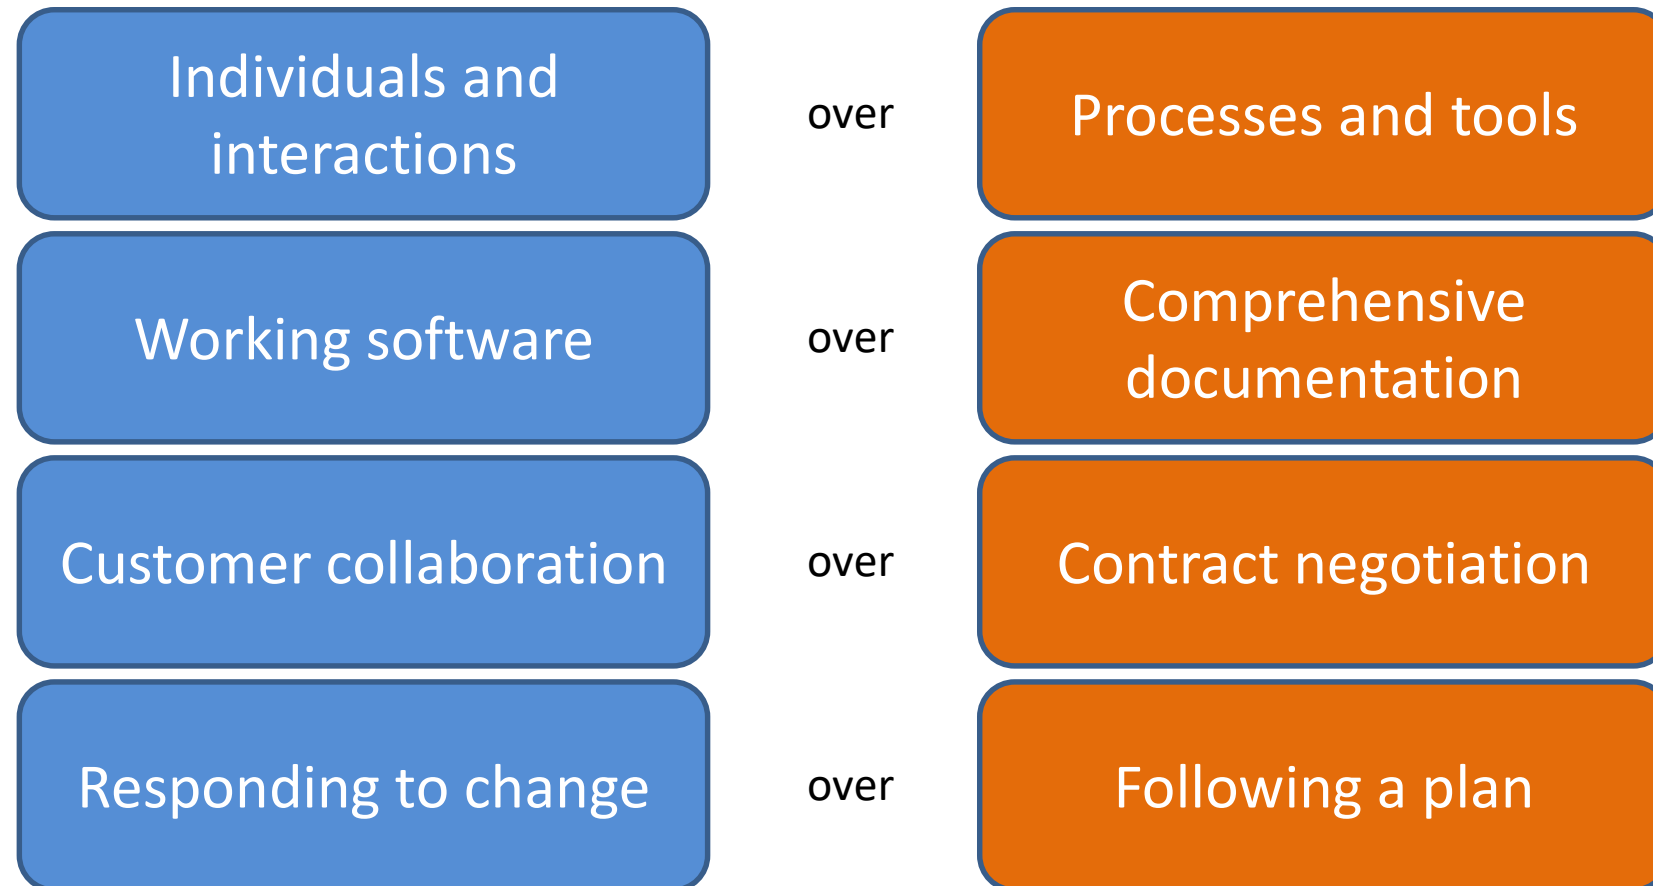 Individuals and
interactions
over
Processes and tools
Working software
over
Comprehensive
documentation
Customer collaboration
over
Contract negotiation
Responding to change
over
Following a plan